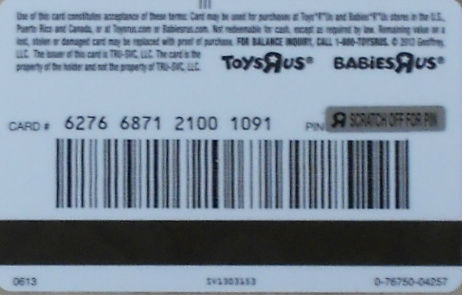 Use of this card constitutes acceptance of these terms. Card may be used for purchases at Toys"R"Us and Babies"R"Us stores in the U.S.,
Puerto Rico and Canada, or at Toysrus.com or Babiesrus.com. Not redeemable for cash, except as required by law. Remaining value on a
lost, stolen or damaged card may be replaced with proof of purchase. FOR BALANCE INQUIRY, CALL 1-800-TOYSRUS. © 2013 Geoffrey,
LLC. The issuer of this card is TRU-SVC, LLC. The card is the
property of the holder and not the property of TRU-SVC, LLC.
TOYSRUS® BABIESRUS®
CARD # 6276 6871 2100 1091 PIN R SCRATCH OFF FOR PIN
0613 SV1303153 0-76750-04257